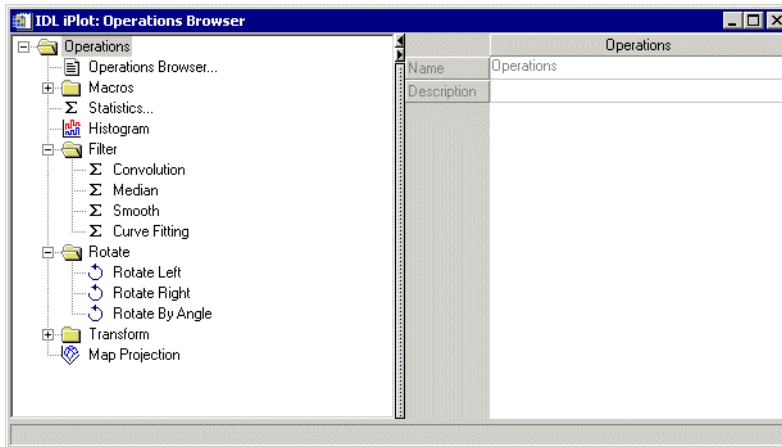 IDL iPlot: Operations Browser
Operations
Operations Browser...
Macros
Σ Statistics...
Histogram
Filter
Σ Convolution
Σ Median
Σ Smooth
Σ Curve Fitting
Rotate
Rotate Left
Rotate Right
Rotate By Angle
Transform
Map Projection
Operations
Name Operations
Description